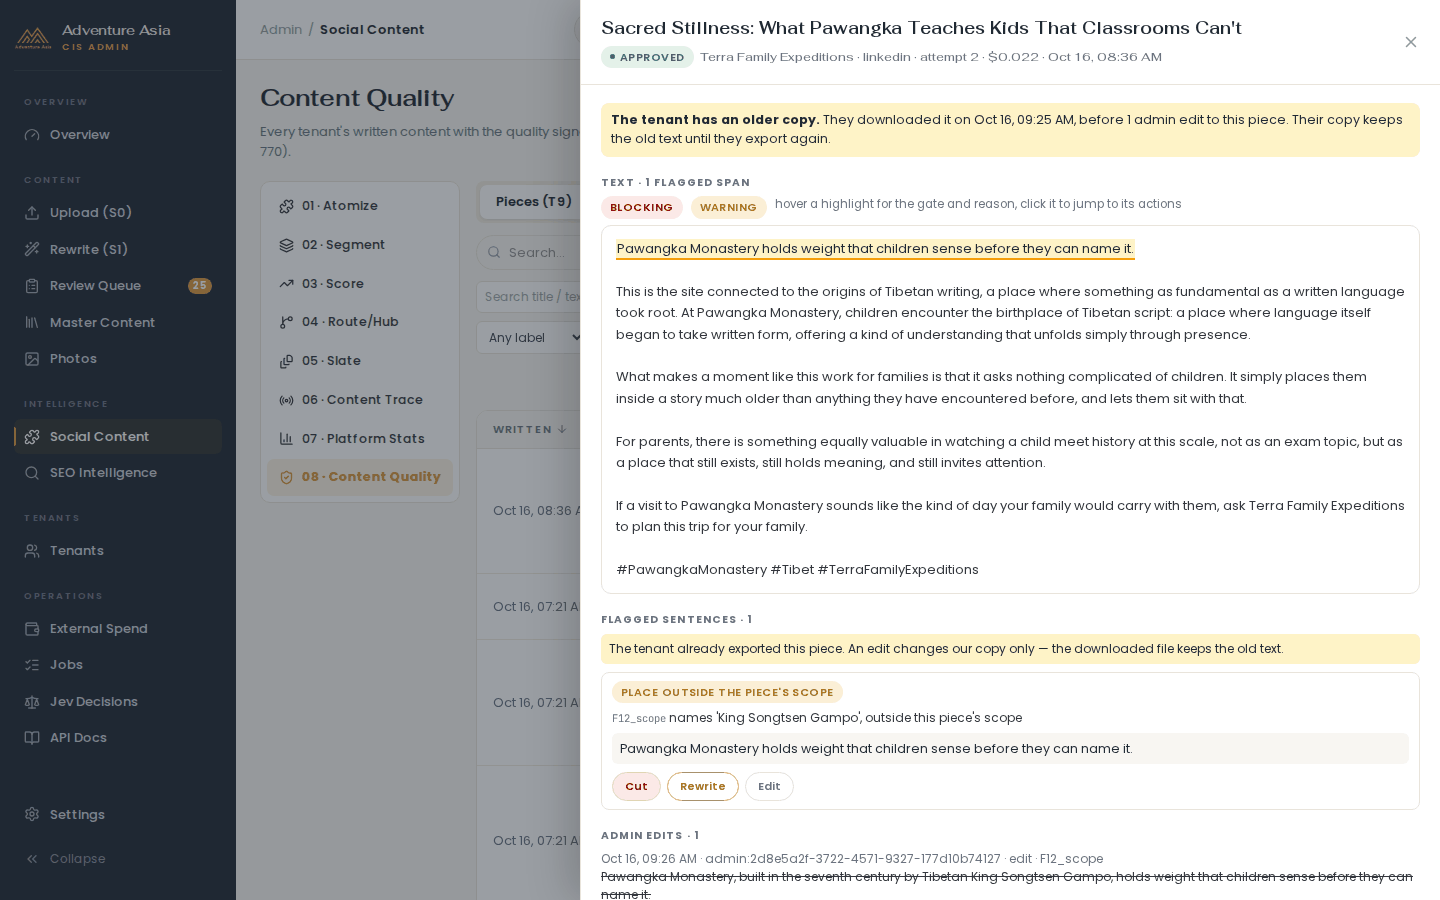 Adventure Asia
Adventure Asia
CIS ADMIN
OVERVIEW
Overview
CONTENT
Upload (S0)
Rewrite (S1)
Review Queue 25
Master Content
Photos
INTELLIGENCE
Social Content
SEO Intelligence
TENANTS
Tenants
OPERATIONS
External Spend
Jobs
Jev Decisions
API Docs
Settings
Collapse
Admin / Social Content
Content Quality
Every tenant's written content with the quality sign
770).
01 · Atomize
02 · Segment
03 · Score
04 · Route/Hub
05 · Slate
06 · Content Trace
07 · Platform Stats
08 · Content Quality
Pieces (T9)
Search...
Search title / tex
Any label
WRITTEN ↓
Oct 16, 08:36 A
Oct 16, 07:21 A
Oct 16, 07:21 A
Oct 16, 07:21 A
Sacred Stillness: What Pawangka Teaches Kids That Classrooms Can't
APPROVED Terra Family Expeditions · linkedin · attempt 2 · $0.022 · Oct 16, 08:36 AM
The tenant has an older copy. They downloaded it on Oct 16, 09:25 AM, before 1 admin edit to this piece. Their copy keeps
the old text until they export again.
TEXT · 1 FLAGGED SPAN
BLOCKING WARNING hover a highlight for the gate and reason, click it to jump to its actions
Pawangka Monastery holds weight that children sense before they can name it.
This is the site connected to the origins of Tibetan writing, a place where something as fundamental as a written language
took root. At Pawangka Monastery, children encounter the birthplace of Tibetan script: a place where language itself
began to take written form, offering a kind of understanding that unfolds simply through presence.
What makes a moment like this work for families is that it asks nothing complicated of children. It simply places them
inside a story much older than anything they have encountered before, and lets them sit with that.
For parents, there is something equally valuable in watching a child meet history at this scale, not as an exam topic, but as
a place that still exists, still holds meaning, and still invites attention.
If a visit to Pawangka Monastery sounds like the kind of day your family would carry with them, ask Terra Family Expeditions
to plan this trip for your family.
#PawangkaMonastery #Tibet #TerraFamilyExpeditions
FLAGGED SENTENCES · 1
The tenant already exported this piece. An edit changes our copy only — the downloaded file keeps the old text.
PLACE OUTSIDE THE PIECE'S SCOPE
F12_scope names 'King Songtsen Gampo', outside this piece's scope
Pawangka Monastery holds weight that children sense before they can name it.
Cut Rewrite Edit
ADMIN EDITS · 1
Oct 16, 09:26 AM · admin:2d8e5a2f-3722-4571-9327-177d10b74127 · edit · F12_scope
Pawangka Monastery, built in the seventh century by Tibetan King Songtsen Gampo, holds weight that children sense before they can
name it.